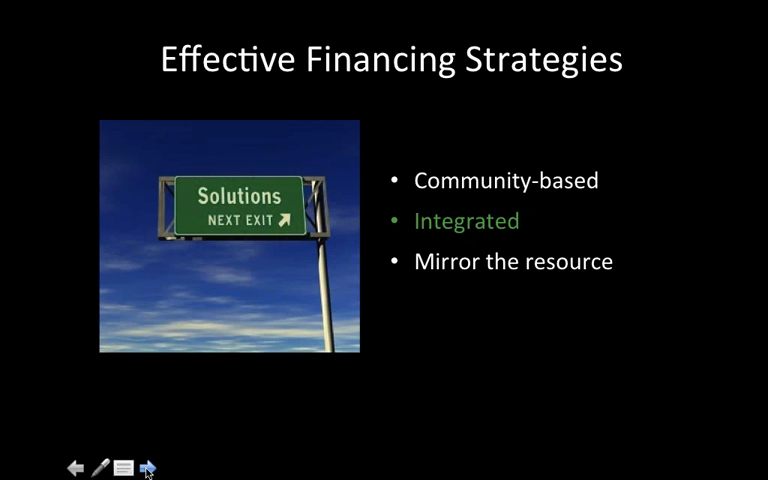 Effective Financing Strategies
Solutions
NEXT EXIT
• Community-based
• Integrated
• Mirror the resource